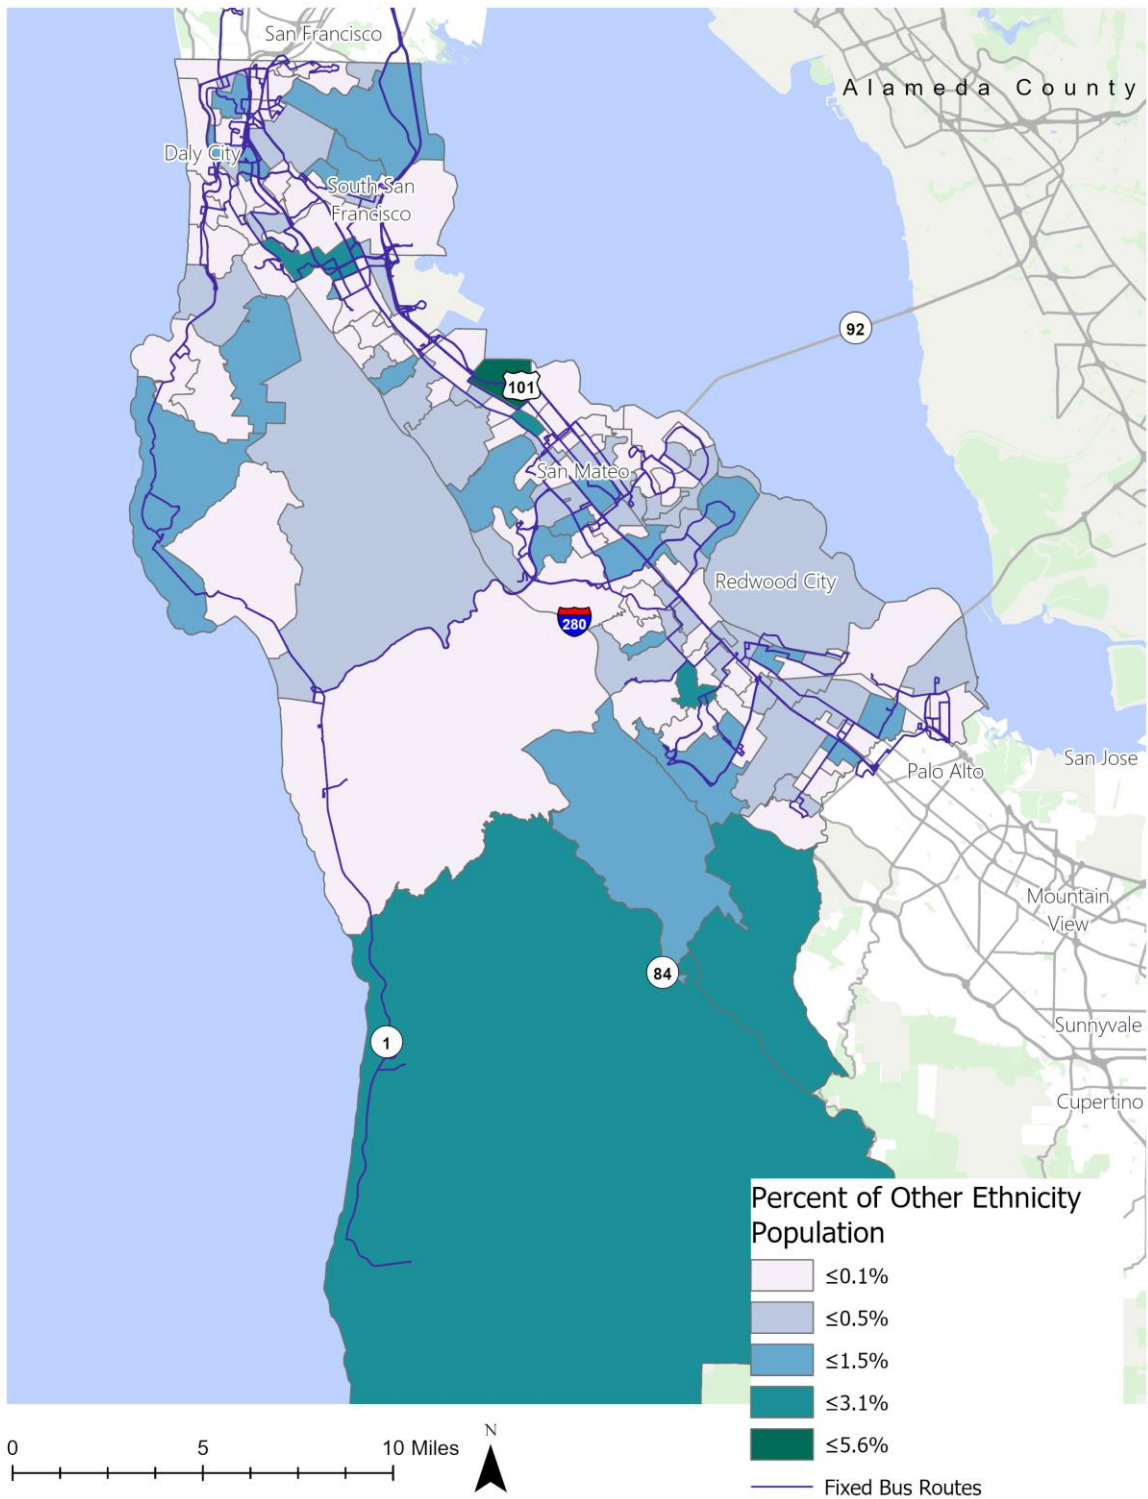 San Francisco
Alameda County
Daly City
South San
Francisco
92
101
San Mateo
Redwood City
280
San Jose
Palo Alto
Mountain
View
84
Sunnyvale
1
Cupertino
Percent of Other Ethnicity
Population
≤0.1%
≤0.5%
≤1.5%
≤3.1%
≤5.6%
Fixed Bus Routes
0 5 10 Miles
N